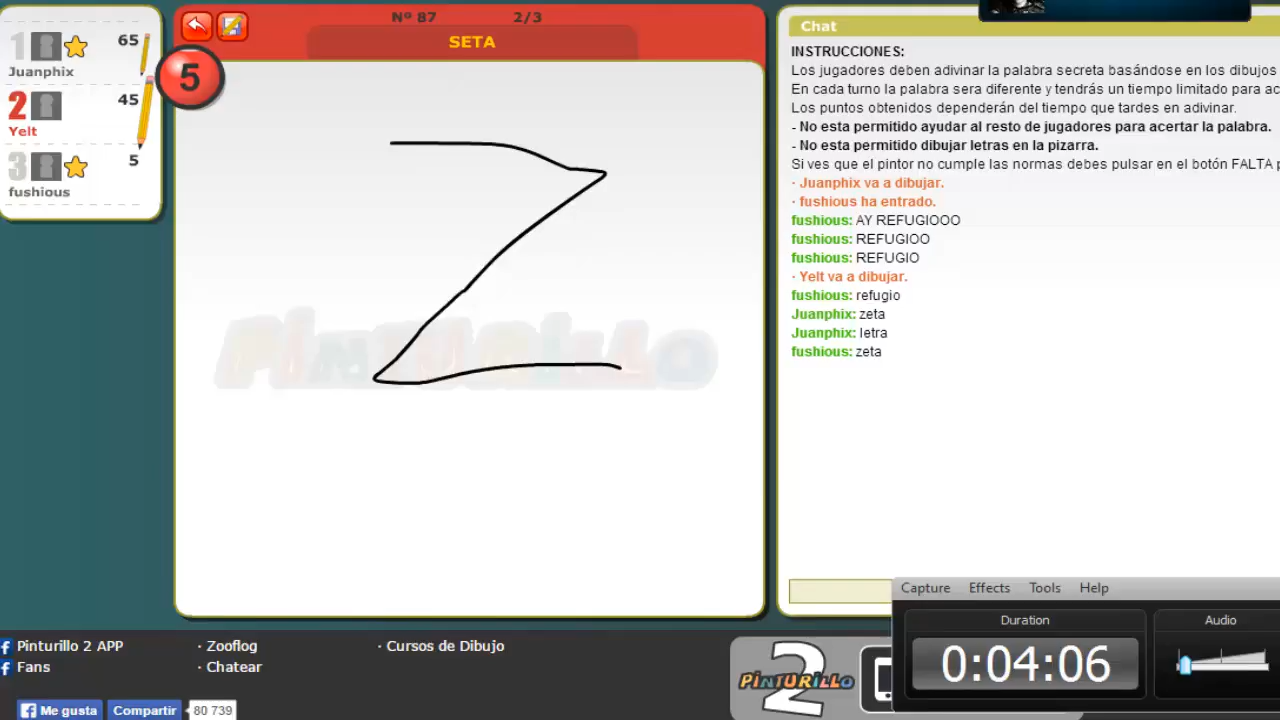 1
65
Juanphix
2
45
Yelt
3
5
fushious
5
Nº 87
2/3
SETA
PiNTURiLLO
Z
Chat
INSTRUCCIONES:
Los jugadores deben adivinar la palabra secreta basándose en los dibujos
En cada turno la palabra sera diferente y tendrás un tiempo limitado para ac
Los puntos obtenidos dependerán del tiempo que tardes en adivinar.
- No esta permitido ayudar al resto de jugadores para acertar la palabra.
- No esta permitido dibujar letras en la pizarra.
Si ves que el pintor no cumple las normas debes pulsar en el botón FALTA p
· Juanphix va a dibujar.
· fushious ha entrado.
fushious: AY REFUGIOOO
fushious: REFUGIOO
fushious: REFUGIO
· Yelt va a dibujar.
fushious: refugio
Juanphix: zeta
Juanphix: letra
fushious: zeta
Capture Effects Tools Help
Duration
Audio
0:04:06
Pinturillo 2 APP
Fans
· Zooflog
· Chatear
· Cursos de Dibujo
2
PiNTURiLLO
Me gusta
Compartir
80 739